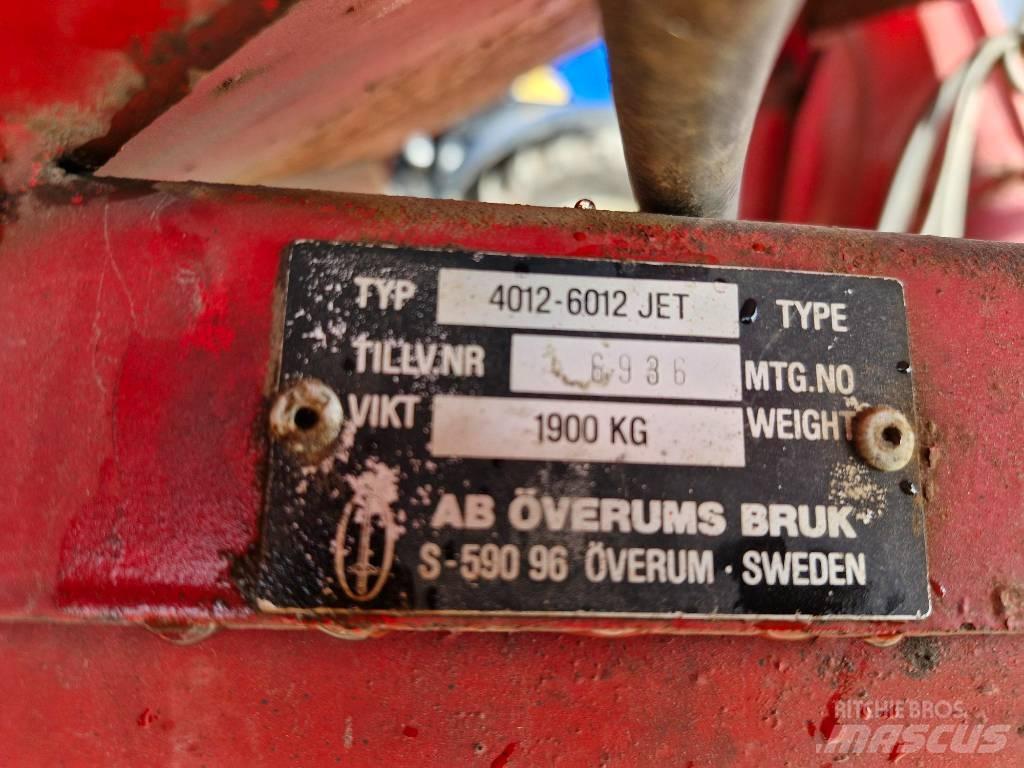 TYP 4012-6012 JET TYPE
TILLV.NR 6936 MTG.NO
VIKT 1900 KG WEIGHT
AB ÖVERUMS BRUK
S-590 96 ÖVERUM · SWEDEN
RITCHIE BROS.
MASCUS